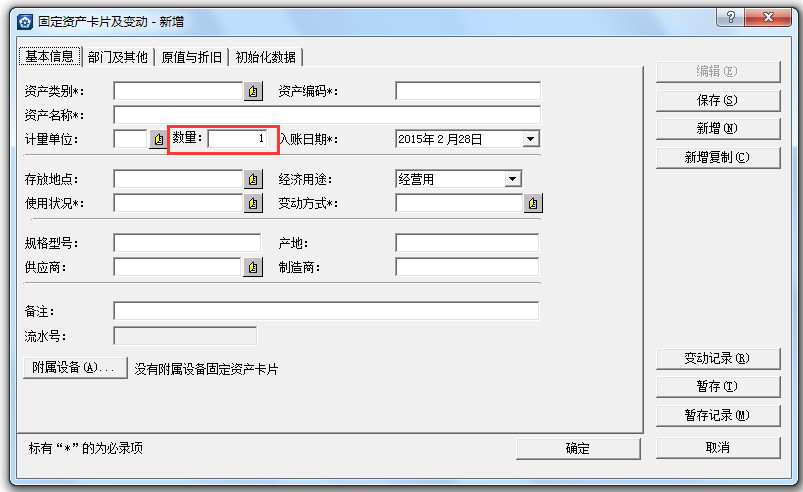 固定资产卡片及变动 - 新增
基本信息 部门及其他 原值与折旧 初始化数据
资产类别*: 资产编码*:
资产名称*:
计量单位: 数量: 1 入账日期*: 2015年 2月28日
存放地点: 经济用途: 经营用
使用状况*: 变动方式*:
规格型号: 产地:
供应商: 制造商:
备注:
流水号:
附属设备(A)... 没有附属设备固定资产卡片
标有“*”的为必录项
确定
编辑(E)
保存(S)
新增(N)
新增复制(C)
变动记录(R)
暂存(T)
暂存记录(M)
取消